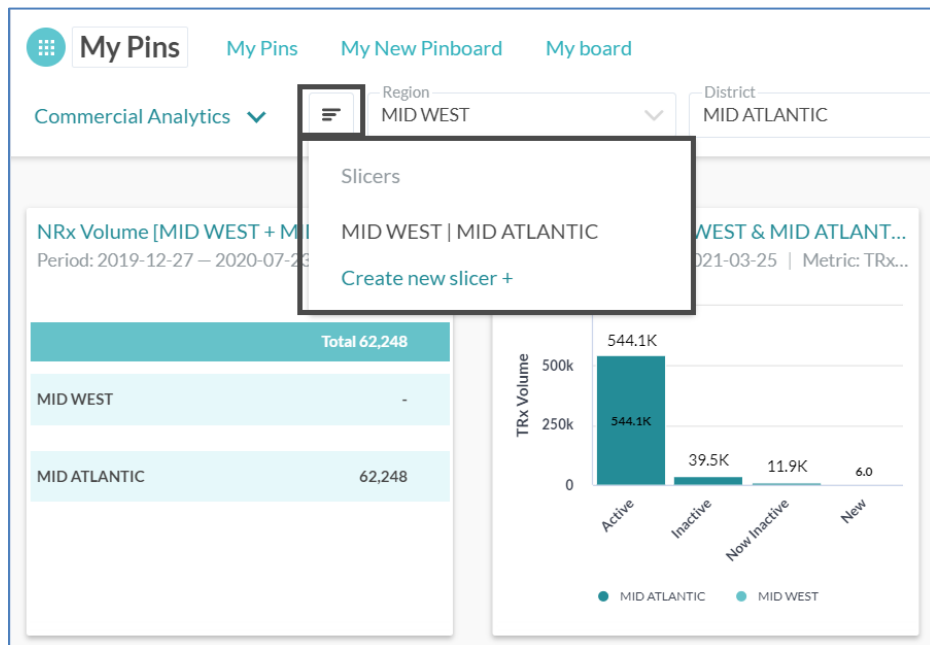 My Pins My Pins My New Pinboard My board
Commercial Analytics
Region
MID WEST
District
MID ATLANTIC
Slicers
MID WEST | MID ATLANTIC
Create new slicer +
NRx Volume [MID WEST + M
Period: 2019-12-27 — 2020-07-23
Total 62,248
MID WEST -
MID ATLANTIC 62,248
WEST & MID ATLANT...
021-03-25 | Metric: TRx...
TRx Volume
500k
250k
0
544.1K
544.1K
39.5K
11.9K
6.0
Active
Inactive
Now Inactive
New
MID ATLANTIC MID WEST